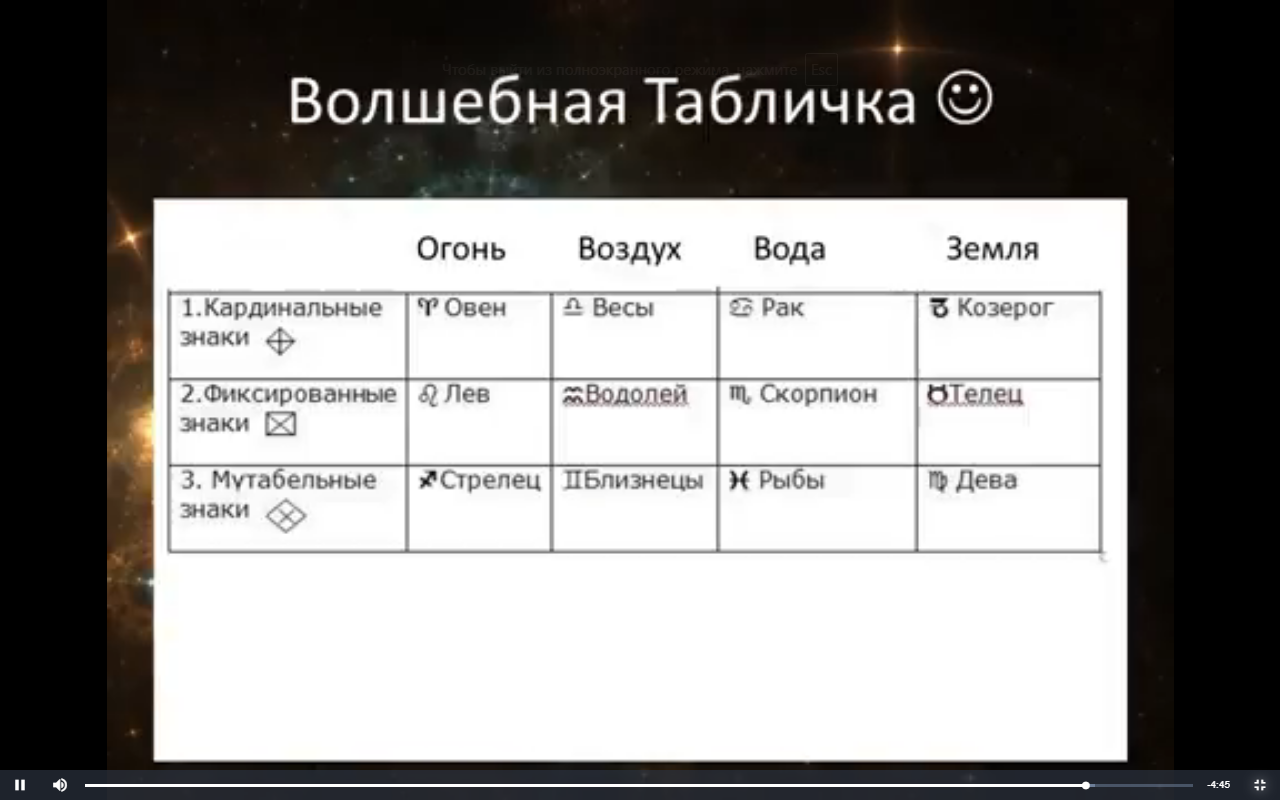 Чтобы выйти из полноэкранного режима, нажмите Esc
Волшебная Табличка ☺
Огонь Воздух Вода Земля
1.Кардинальные знаки ♈ Овен ♎ Весы ♋ Рак ♑ Козерог
2.Фиксированные знаки ♌ Лев ♒Водолей ♏ Скорпион ♉Телец
3. Мутабельные знаки ♐Стрелец ♊Близнецы ♓ Рыбы ♍ Дева
-4:45